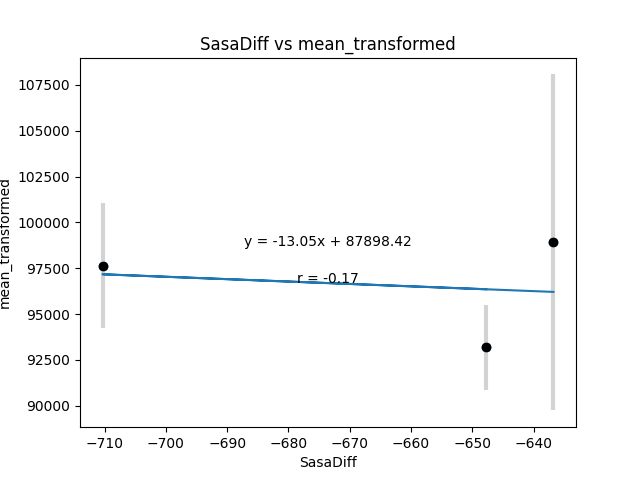 SasaDiff vs mean_transformed
107500
105000
102500
100000
97500
95000
92500
90000
mean_transformed
y = -13.05x + 87898.42
r = -0.17
−710 −700 −690 −680 −670 −660 −650 −640
SasaDiff